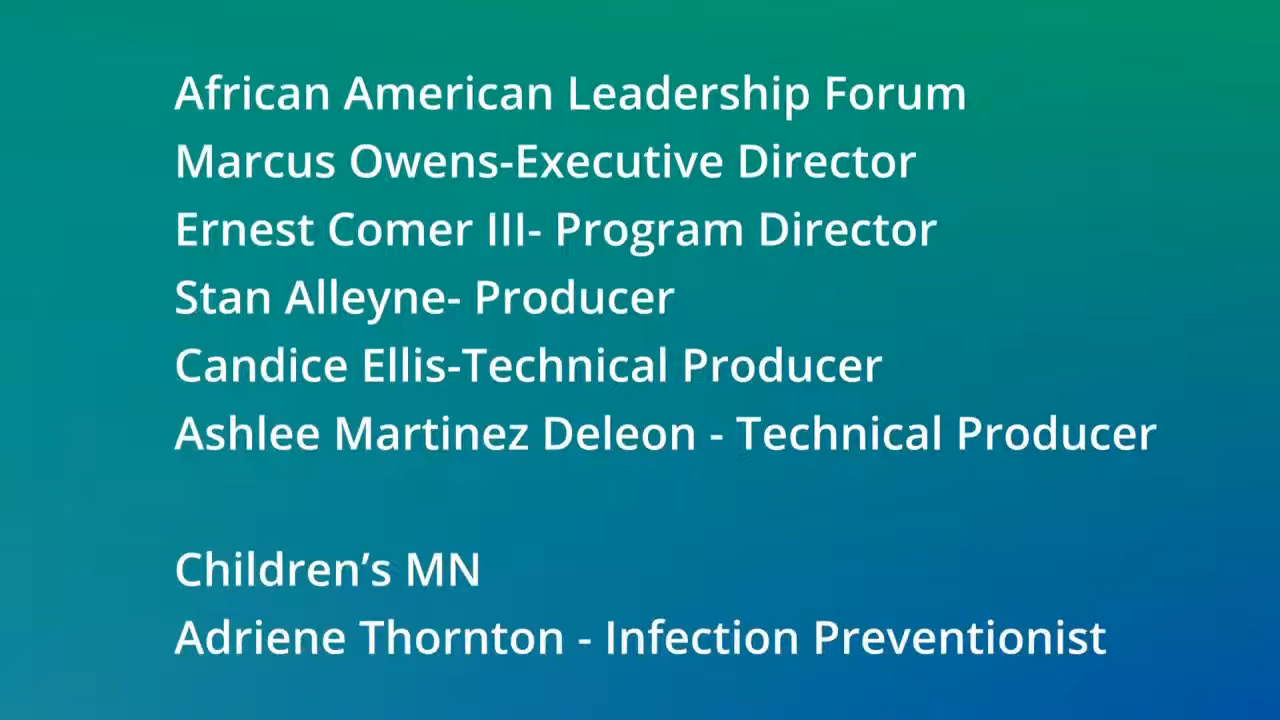 African American Leadership Forum
Marcus Owens-Executive Director
Ernest Comer III- Program Director
Stan Alleyne- Producer
Candice Ellis-Technical Producer
Ashlee Martinez Deleon - Technical Producer
Children’s MN
Adriene Thornton - Infection Preventionist